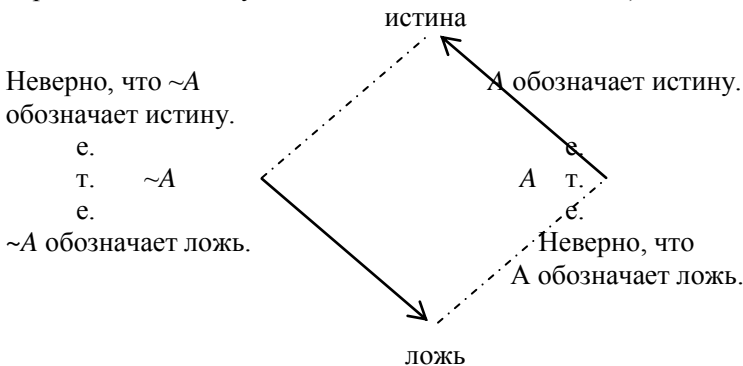 истина
Неверно, что ~A
обозначает истину.
A обозначает истину.
е.
т.
е.
~A
A
е.
т.
е.
~A обозначает ложь.
Неверно, что
A обозначает ложь.
ложь